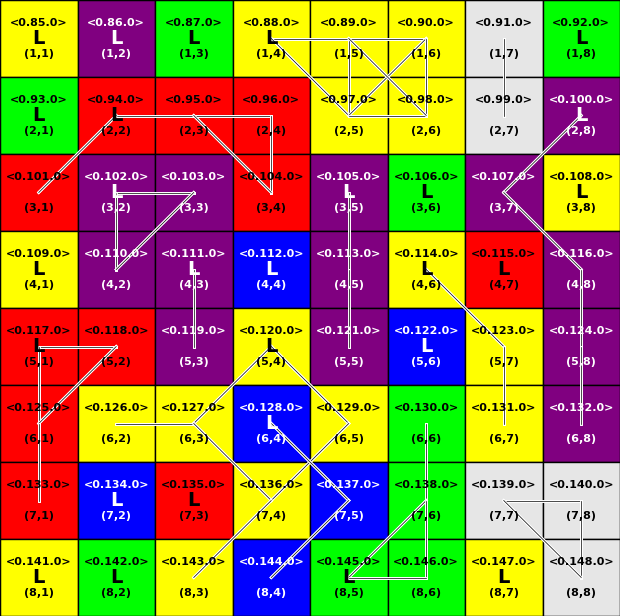 <0.85.0> <0.86.0> <0.87.0> <0.88.0> <0.89.0> <0.90.0> <0.91.0> <0.92.0>
L L L L L
(1,1) (1,2) (1,3) (1,4) (1,5) (1,6) (1,7) (1,8)
<0.93.0> <0.94.0> <0.95.0> <0.96.0> <0.97.0> <0.98.0> <0.99.0> <0.100.0>
L L L
(2,1) (2,2) (2,3) (2,4) (2,5) (2,6) (2,7) (2,8)
<0.101.0> <0.102.0> <0.103.0> <0.104.0> <0.105.0> <0.106.0> <0.107.0> <0.108.0>
L L L L
(3,1) (3,2) (3,3) (3,4) (3,5) (3,6) (3,7) (3,8)
<0.109.0> <0.110.0> <0.111.0> <0.112.0> <0.113.0> <0.114.0> <0.115.0> <0.116.0>
L L L L L
(4,1) (4,2) (4,3) (4,4) (4,5) (4,6) (4,7) (4,8)
<0.117.0> <0.118.0> <0.119.0> <0.120.0> <0.121.0> <0.122.0> <0.123.0> <0.124.0>
L L L
(5,1) (5,2) (5,3) (5,4) (5,5) (5,6) (5,7) (5,8)
<0.125.0> <0.126.0> <0.127.0> <0.128.0> <0.129.0> <0.130.0> <0.131.0> <0.132.0>
L
(6,1) (6,2) (6,3) (6,4) (6,5) (6,6) (6,7) (6,8)
<0.133.0> <0.134.0> <0.135.0> <0.136.0> <0.137.0> <0.138.0> <0.139.0> <0.140.0>
L L
(7,1) (7,2) (7,3) (7,4) (7,5) (7,6) (7,7) (7,8)
<0.141.0> <0.142.0> <0.143.0> <0.144.0> <0.145.0> <0.146.0> <0.147.0> <0.148.0>
L L L L
(8,1) (8,2) (8,3) (8,4) (8,5) (8,6) (8,7) (8,8)